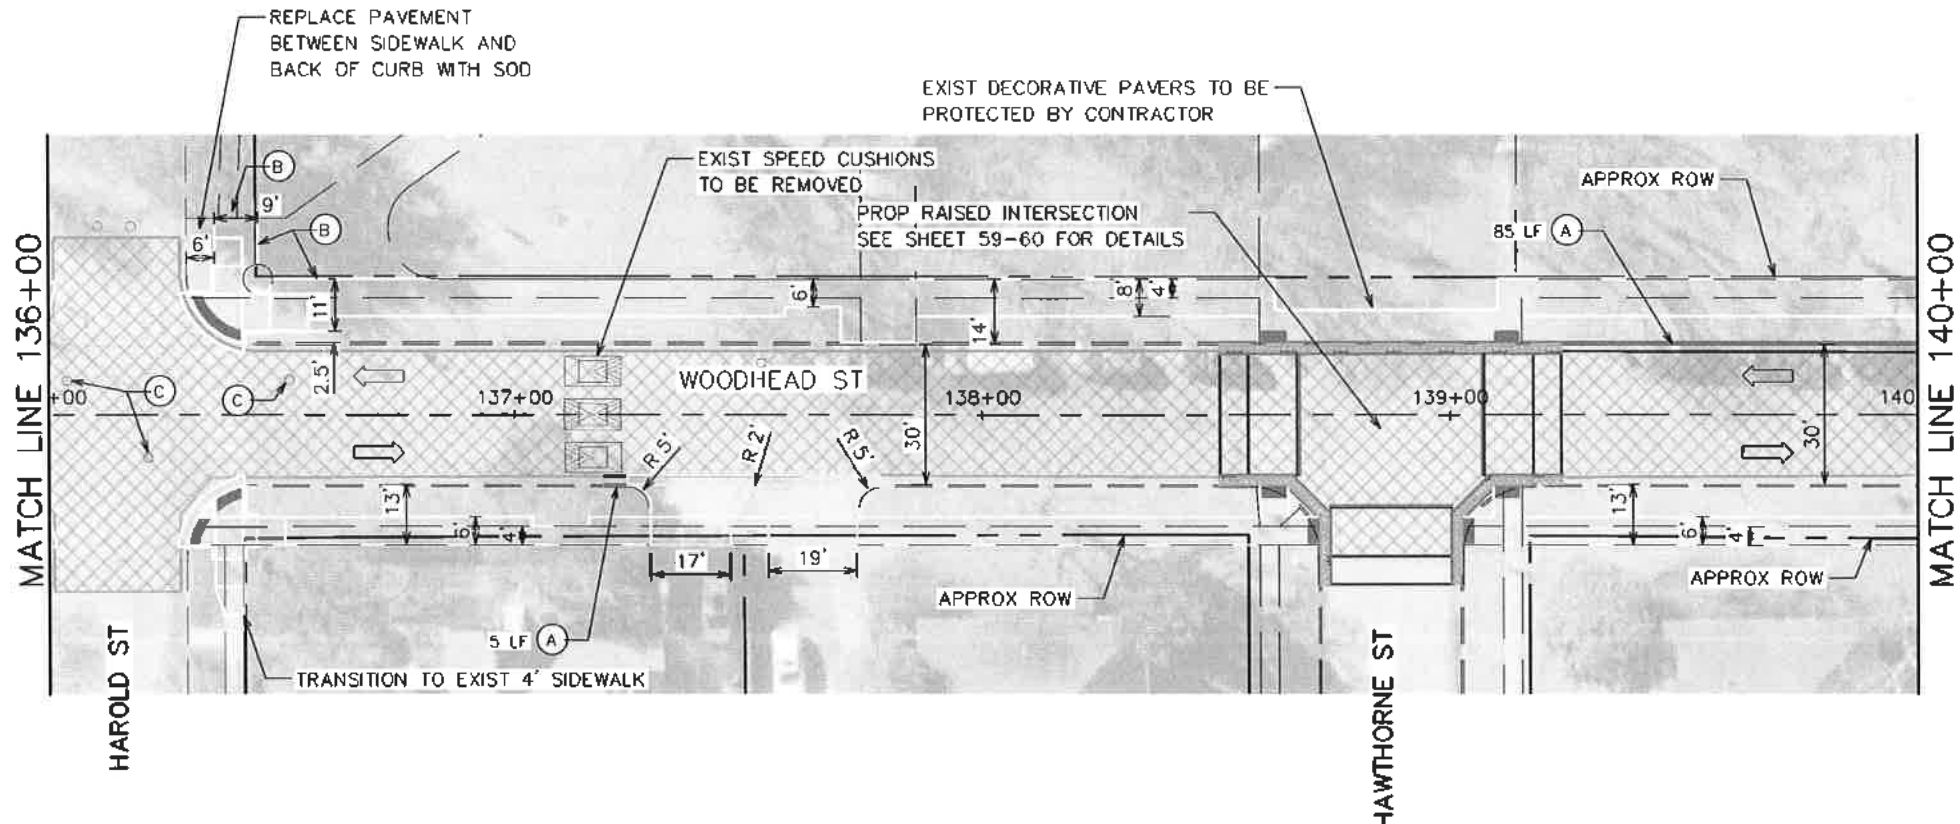 REPLACE PAVEMENT
BETWEEN SIDEWALK AND
BACK OF CURB WITH SOD
EXIST DECORATIVE PAVERS TO BE
PROTECTED BY CONTRACTOR
EXIST SPEED CUSHIONS
TO BE REMOVED
PROP RAISED INTERSECTION
SEE SHEET 59-60 FOR DETAILS
APPROX ROW
85 LF A
B
9'
B
6'
11'
2.5'
6'
14'
8'
4'
MATCH LINE 136+00
MATCH LINE 140+00
C
C
+00
137+00
WOODHEAD ST
138+00
139+00
140
30'
30'
R 5'
R 2'
R 5'
13'
6'
4'
17'
19'
13'
6'
4'
APPROX ROW
APPROX ROW
5 LF A
TRANSITION TO EXIST 4' SIDEWALK
HAROLD ST
HAWTHORNE ST